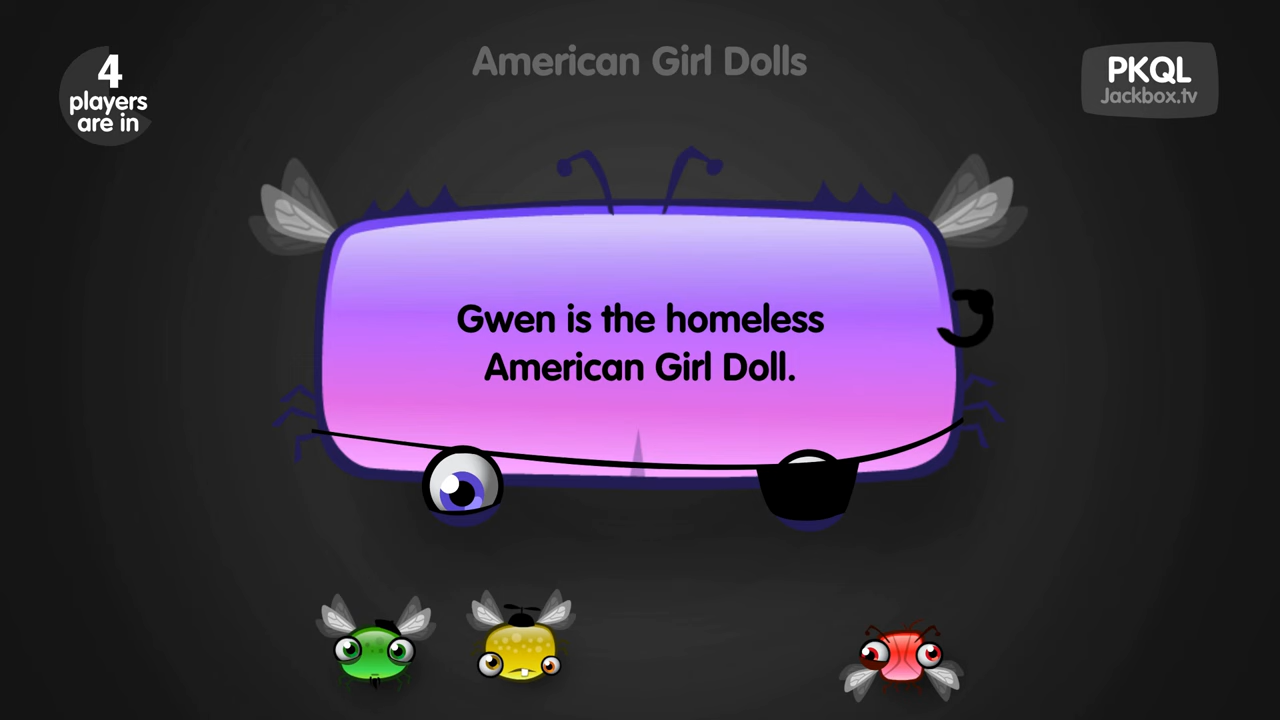 American Girl Dolls
4
players
are in
PKQL
Jackbox.tv
Gwen is the homeless
American Girl Doll.